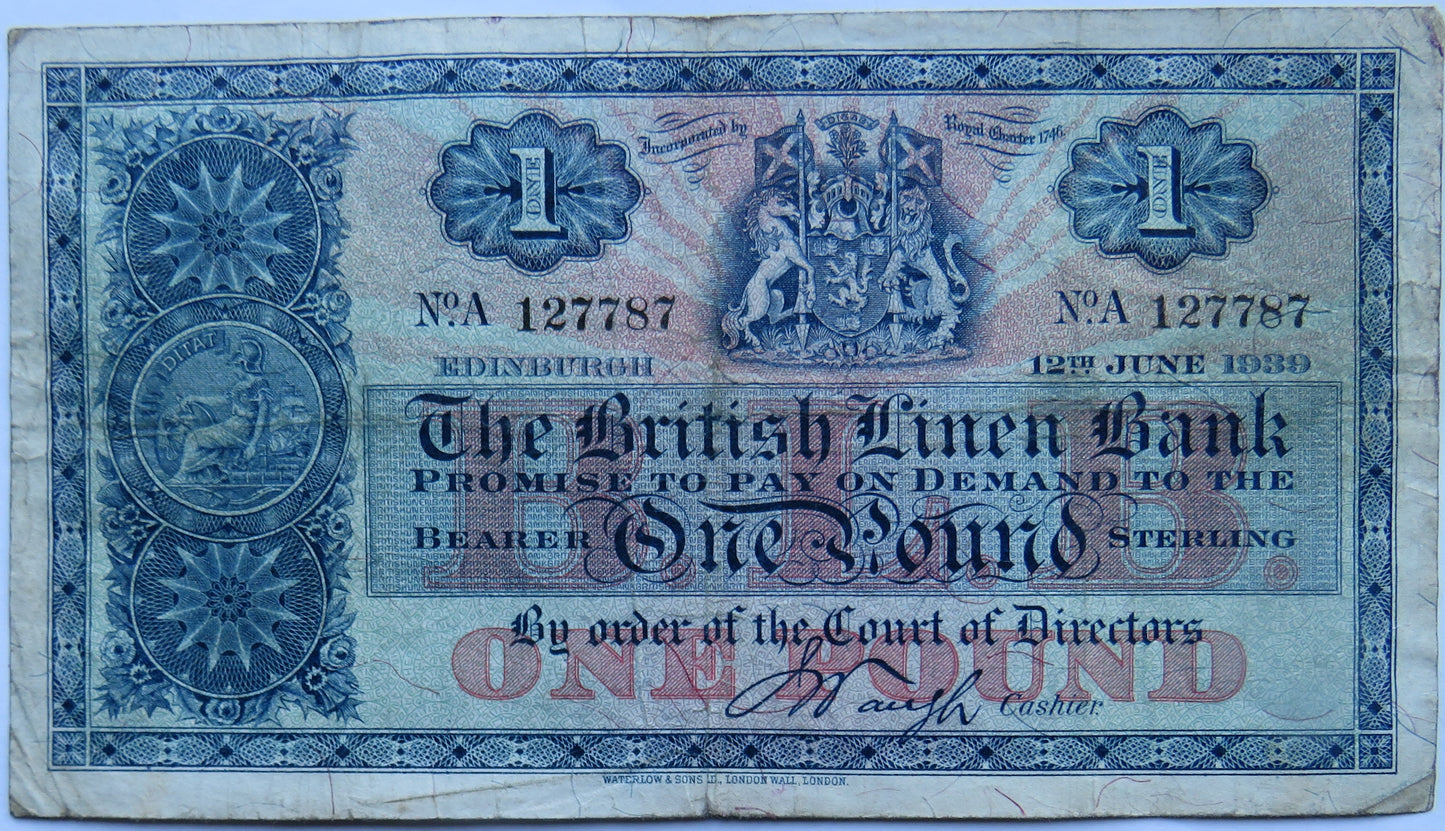 Incorporated by Royal Charter 1746.
1 ONE
1 ONE
DITAT
No. A 127787
No. A 127787
EDINBURGH
12TH JUNE 1939
B.L.B.
The British Linen Bank
PROMISE TO PAY ON DEMAND TO THE
BEARER One Pound STERLING
By order of the Court of Directors
ONE POUND
Cashier.
WATERLOW & SONS LD., LONDON WALL, LONDON.